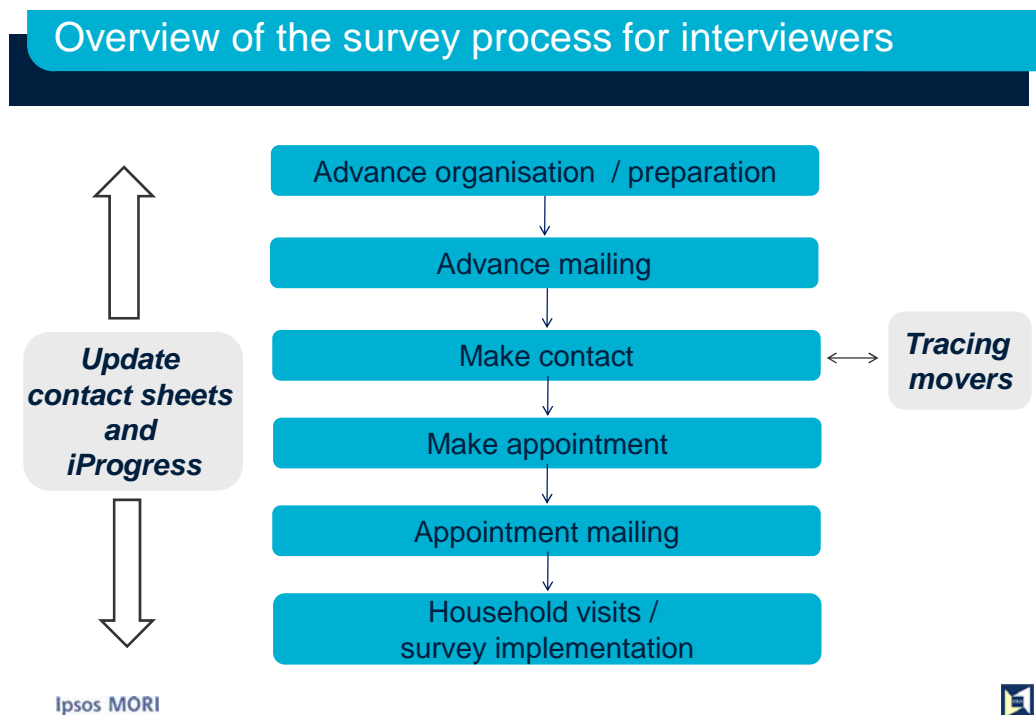 Overview of the survey process for interviewers
Advance organisation / preparation
Advance mailing
Make contact
Tracing
movers
Update
contact sheets
and
iProgress
Make appointment
Appointment mailing
Household visits /
survey implementation
Ipsos MORI